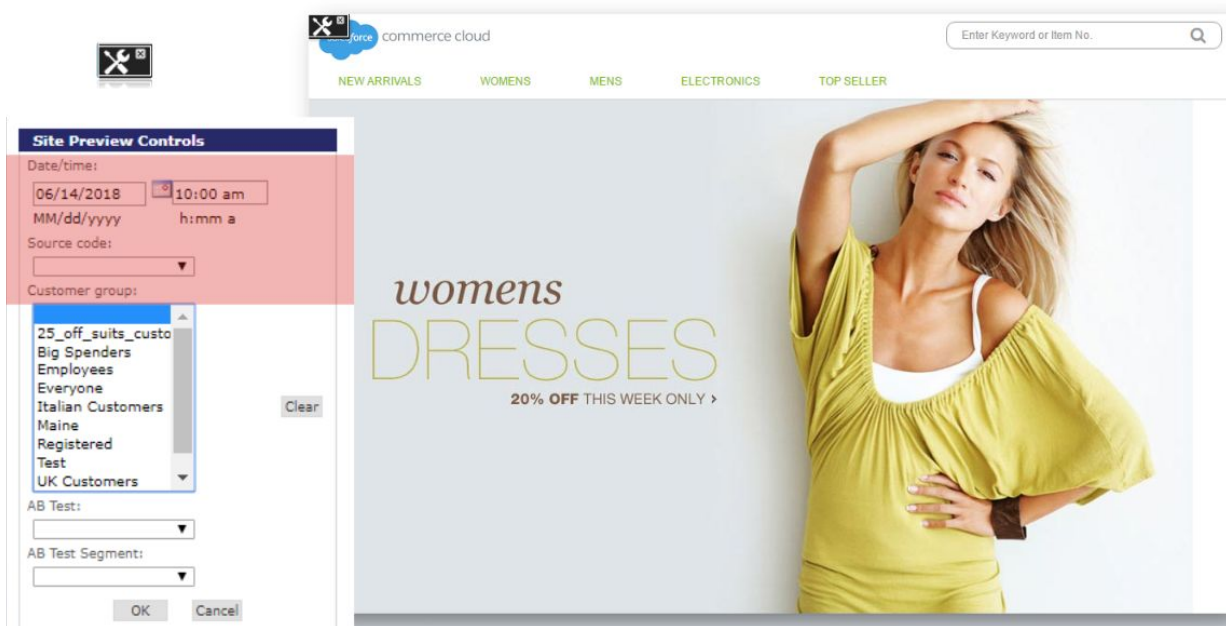 force commerce cloud
Enter Keyword or Item No.
NEW ARRIVALS WOMENS MENS ELECTRONICS TOP SELLER
womens
DRESSES
20% OFF THIS WEEK ONLY >
Site Preview Controls
Date/time:
06/14/2018 10:00 am
MM/dd/yyyy h:mm a
Source code:
Customer group:
25_off_suits_custo
Big Spenders
Employees
Everyone
Italian Customers
Maine
Registered
Test
UK Customers
Clear
AB Test:
AB Test Segment:
OK Cancel